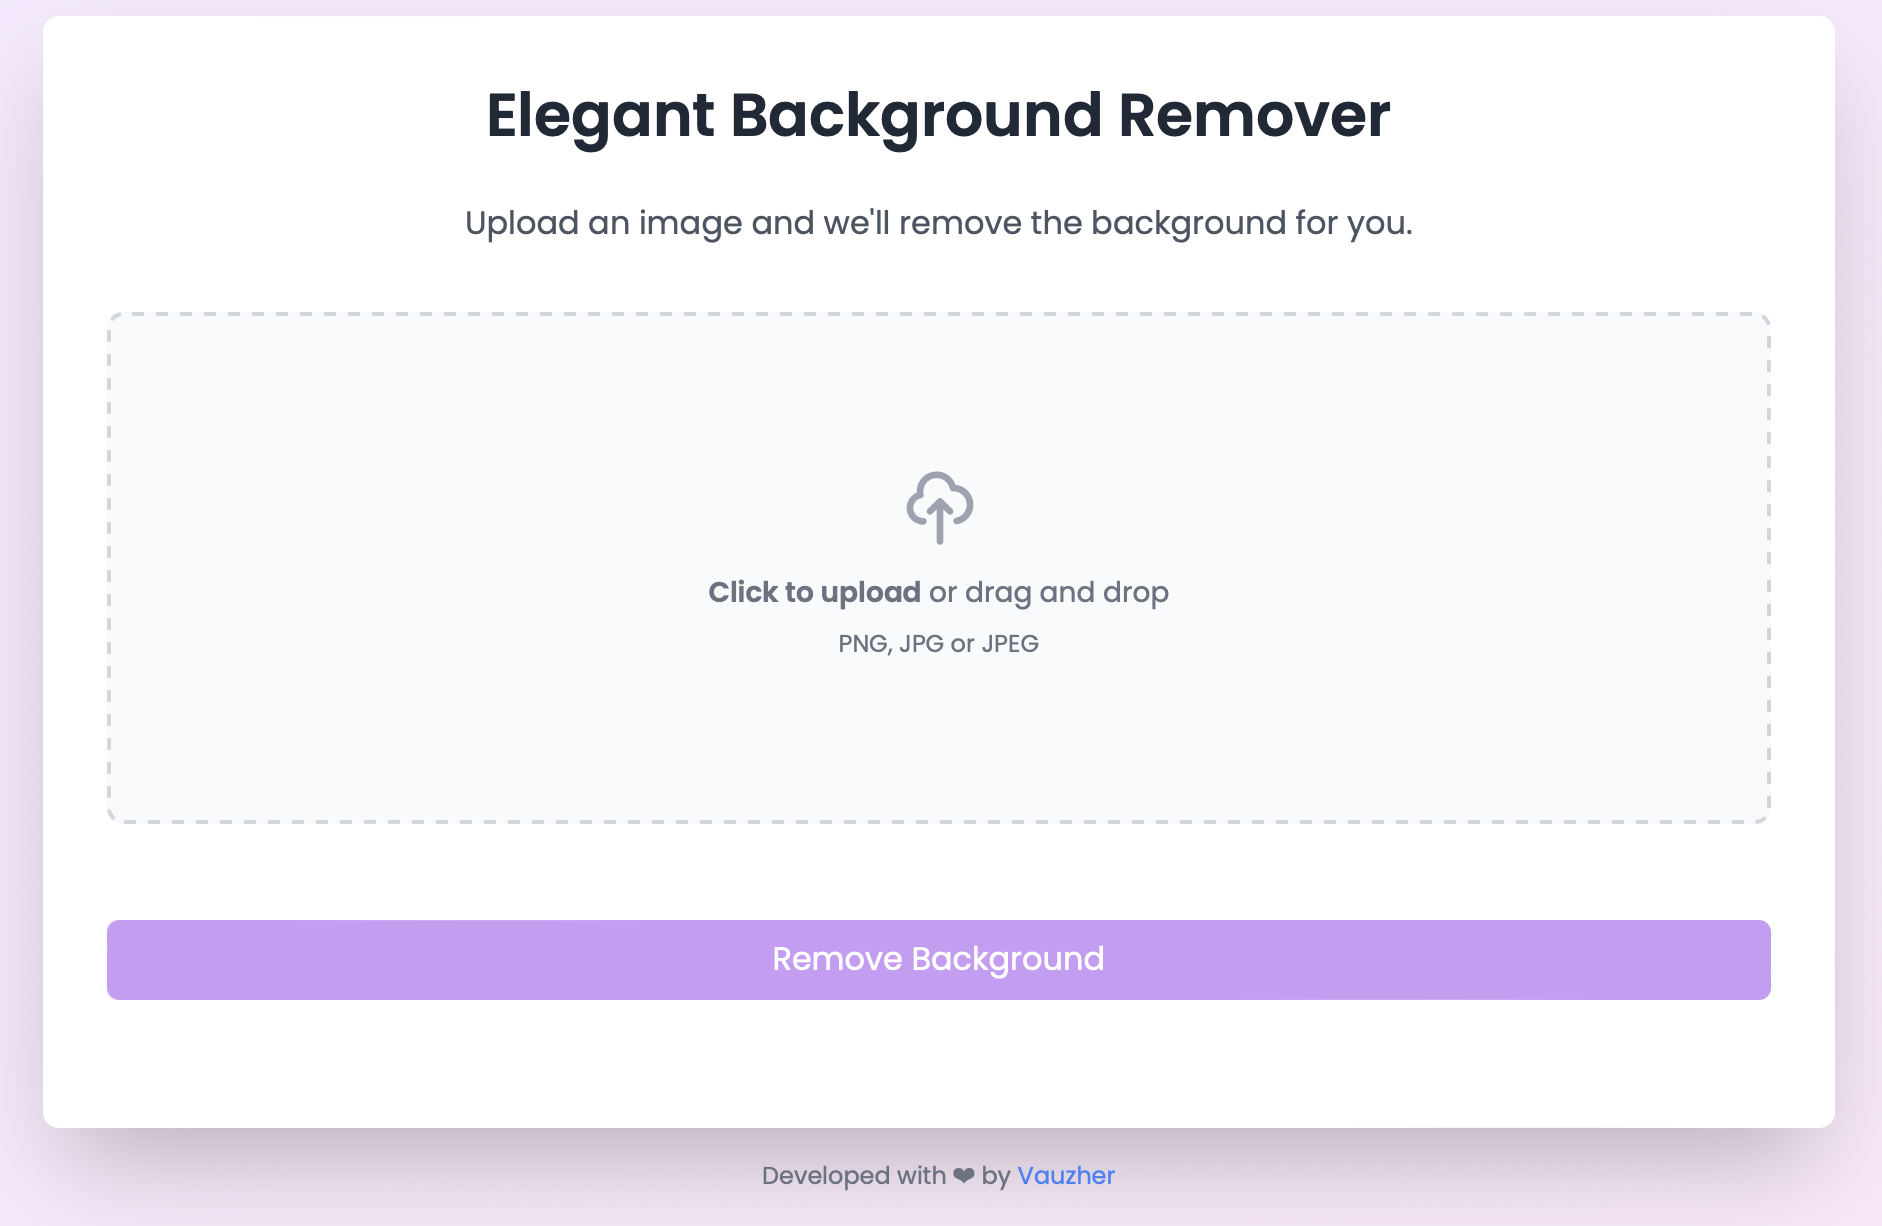 Elegant Background Remover
Upload an image and we'll remove the background for you.
Click to upload or drag and drop
PNG, JPG or JPEG
Remove Background
Developed with ❤ by Vauzher